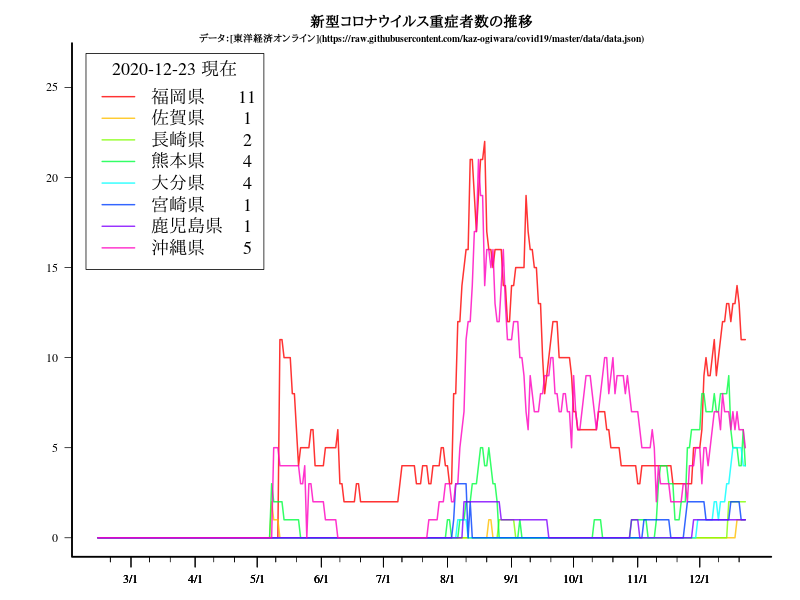 新型コロナウイルス重症者数の推移
データ:[東洋経済オンライン](https://raw.githubusercontent.com/kaz-ogiwara/covid19/master/data/data.json)
2020-12-23 現在
福岡県 11
佐賀県 1
長崎県 2
熊本県 4
大分県 4
宮崎県 1
鹿児島県 1
沖縄県 5
25
20
15
10
5
0
3/1 4/1 5/1 6/1 7/1 8/1 9/1 10/1 11/1 12/1